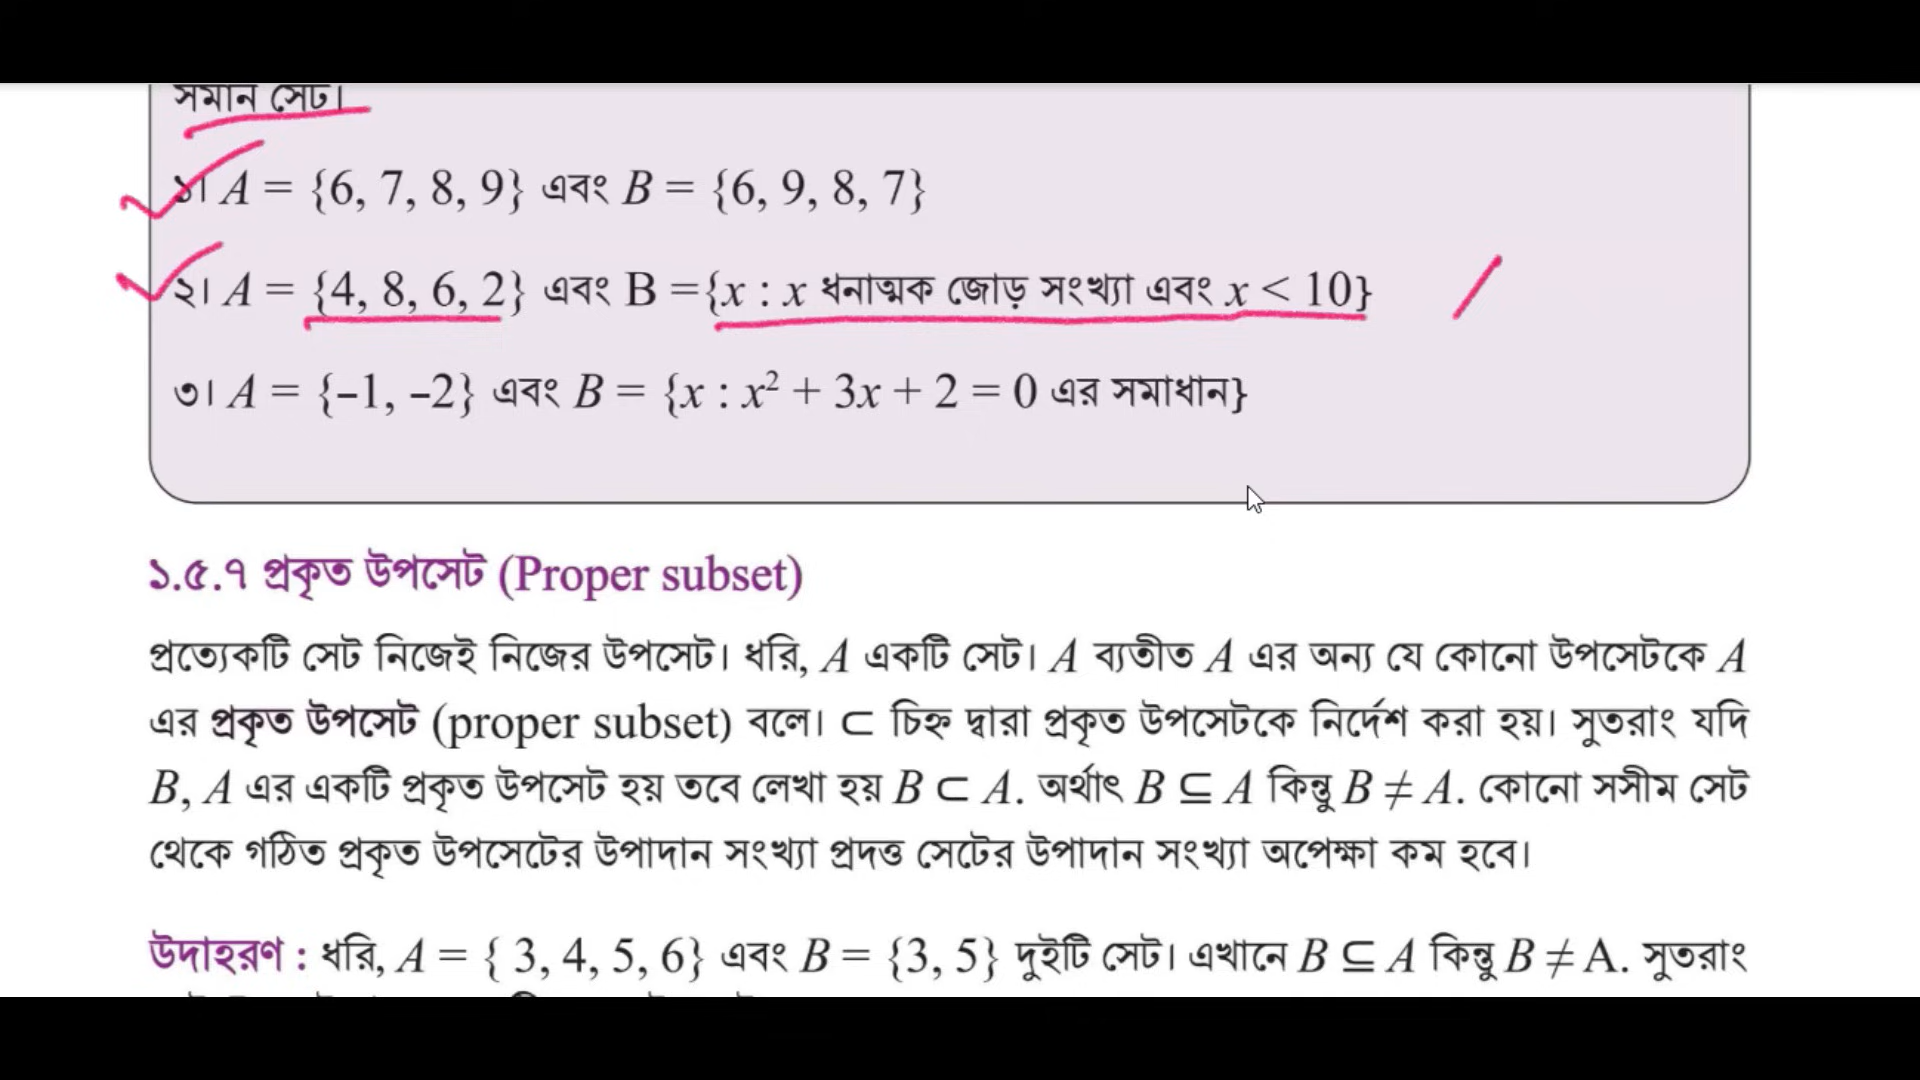 সমান সেট।
১। A = {6, 7, 8, 9} এবং B = {6, 9, 8, 7}
২। A = {4, 8, 6, 2} এবং B ={x : x ধনাত্মক জোড় সংখ্যা এবং x < 10}
৩। A = {–1, –2} এবং B = {x : x² + 3x + 2 = 0 এর সমাধান}
১.৫.৭ প্রকৃত উপসেট (Proper subset)
প্রত্যেকটি সেট নিজেই নিজের উপসেট। ধরি, A একটি সেট। A ব্যতীত A এর অন্য যে কোনো উপসেটকে A
এর প্রকৃত উপসেট (proper subset) বলে। ⊂ চিহ্ন দ্বারা প্রকৃত উপসেটকে নির্দেশ করা হয়। সুতরাং যদি
B, A এর একটি প্রকৃত উপসেট হয় তবে লেখা হয় B ⊂ A. অর্থাৎ B ⊆ A কিন্তু B ≠ A. কোনো সসীম সেট
থেকে গঠিত প্রকৃত উপসেটের উপাদান সংখ্যা প্রদত্ত সেটের উপাদান সংখ্যা অপেক্ষা কম হবে।
উদাহরণ : ধরি, A = { 3, 4, 5, 6} এবং B = {3, 5} দুইটি সেট। এখানে B ⊆ A কিন্তু B ≠ A. সুতরাং